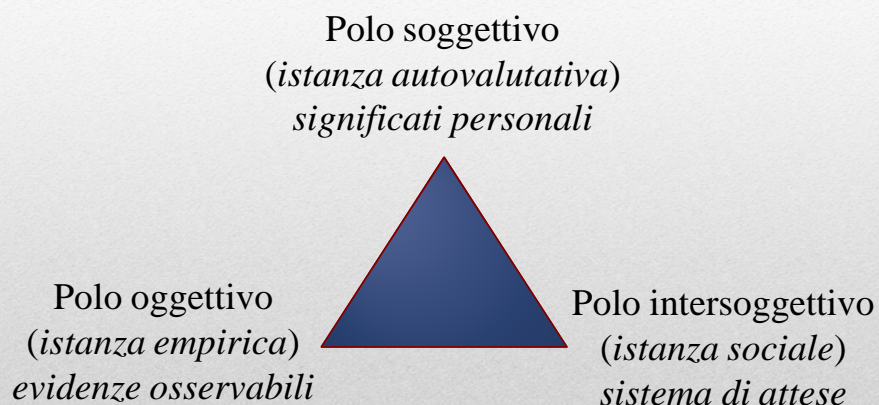 Polo soggettivo
(istanza autovalutativa)
significati personali
Polo oggettivo
(istanza empirica)
evidenze osservabili
Polo intersoggettivo
(istanza sociale)
sistema di attese